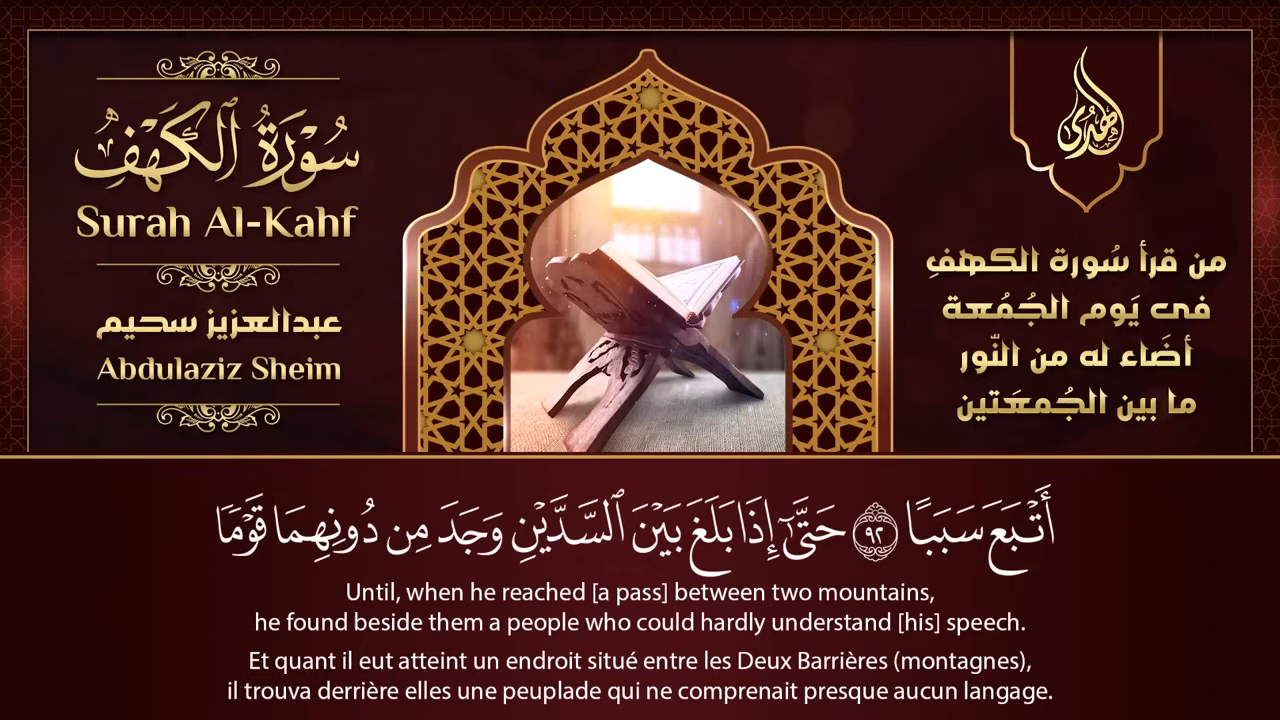 سُورَةُ ٱلْكَهْفِ
Surah Al-Kahf
عبدالعزيز سحيم
Abdulaziz Sheim
الهدى
من قرأ سُورة الكهفِ
فى يَوم الجُمُعة
أضَاء له من النّور
ما بين الجُمعَتين
أَتْبَعَ سَبَبًا ٩٢ حَتَّىٰٓ إِذَا بَلَغَ بَيْنَ ٱلسَّدَّيْنِ وَجَدَ مِن دُونِهِمَا قَوْمًا
Until, when he reached [a pass] between two mountains,
he found beside them a people who could hardly understand [his] speech.
Et quant il eut atteint un endroit situé entre les Deux Barrières (montagnes),
il trouva derrière elles une peuplade qui ne comprenait presque aucun langage.